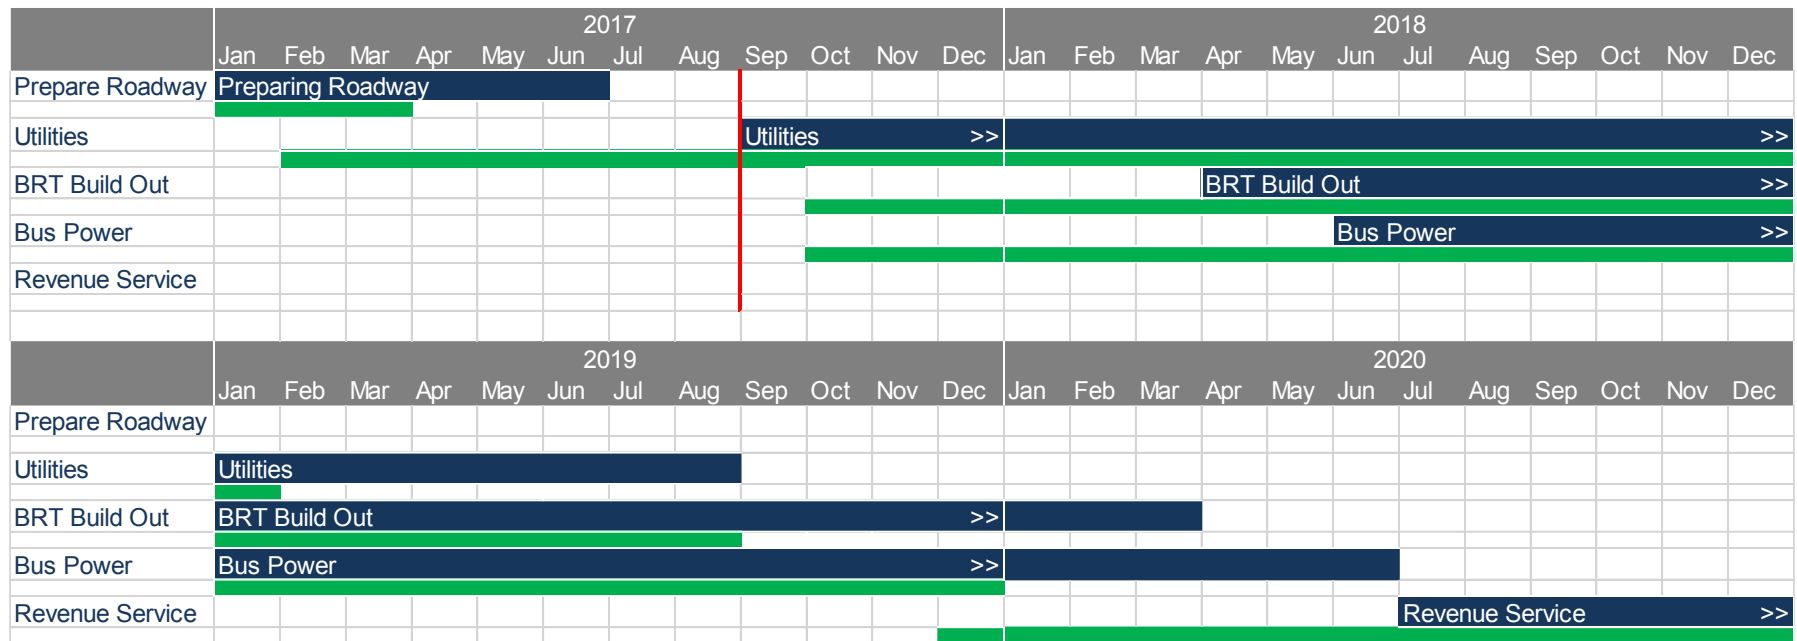 2017 2018
Jan Feb Mar Apr May Jun Jul Aug Sep Oct Nov Dec Jan Feb Mar Apr May Jun Jul Aug Sep Oct Nov Dec
Prepare Roadway Preparing Roadway
Utilities Utilities >> >>
BRT Build Out BRT Build Out >>
Bus Power Bus Power >>
Revenue Service
2019 2020
Jan Feb Mar Apr May Jun Jul Aug Sep Oct Nov Dec Jan Feb Mar Apr May Jun Jul Aug Sep Oct Nov Dec
Prepare Roadway
Utilities Utilities
BRT Build Out BRT Build Out >>
Bus Power Bus Power >>
Revenue Service Revenue Service >>